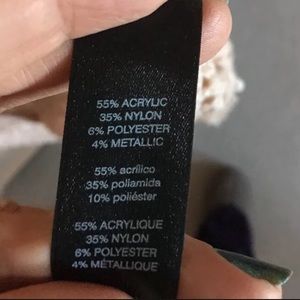 55% ACRYLIC
35% NYLON
6% POLYESTER
4% METALLIC
55% acrílico
35% poliamida
10% poliéster
55% ACRYLIQUE
35% NYLON
6% POLYESTER
4% MÉTALLIQUE